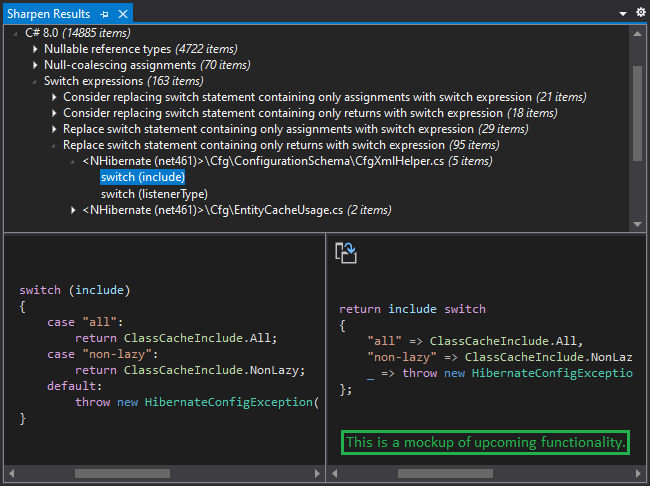 Sharpen Results
C# 8.0 (14885 items)
Nullable reference types (4722 items)
Null-coalescing assignments (70 items)
Switch expressions (163 items)
Consider replacing switch statement containing only assignments with switch expression (21 items)
Consider replacing switch statement containing only returns with switch expression (18 items)
Replace switch statement containing only assignments with switch expression (29 items)
Replace switch statement containing only returns with switch expression (95 items)
<NHibernate (net461)>\Cfg\ConfigurationSchema\CfgXmlHelper.cs (5 items)
switch (include)
switch (listenerType)
<NHibernate (net461)>\Cfg\EntityCacheUsage.cs (2 items)
switch (include)
{
case "all":
return ClassCacheInclude.All;
case "non-lazy":
return ClassCacheInclude.NonLazy;
default:
throw new HibernateConfigException(
}
return include switch
{
"all" => ClassCacheInclude.All,
"non-lazy" => ClassCacheInclude.NonLaz
_ => throw new HibernateConfigExceptio
};
This is a mockup of upcoming functionality.